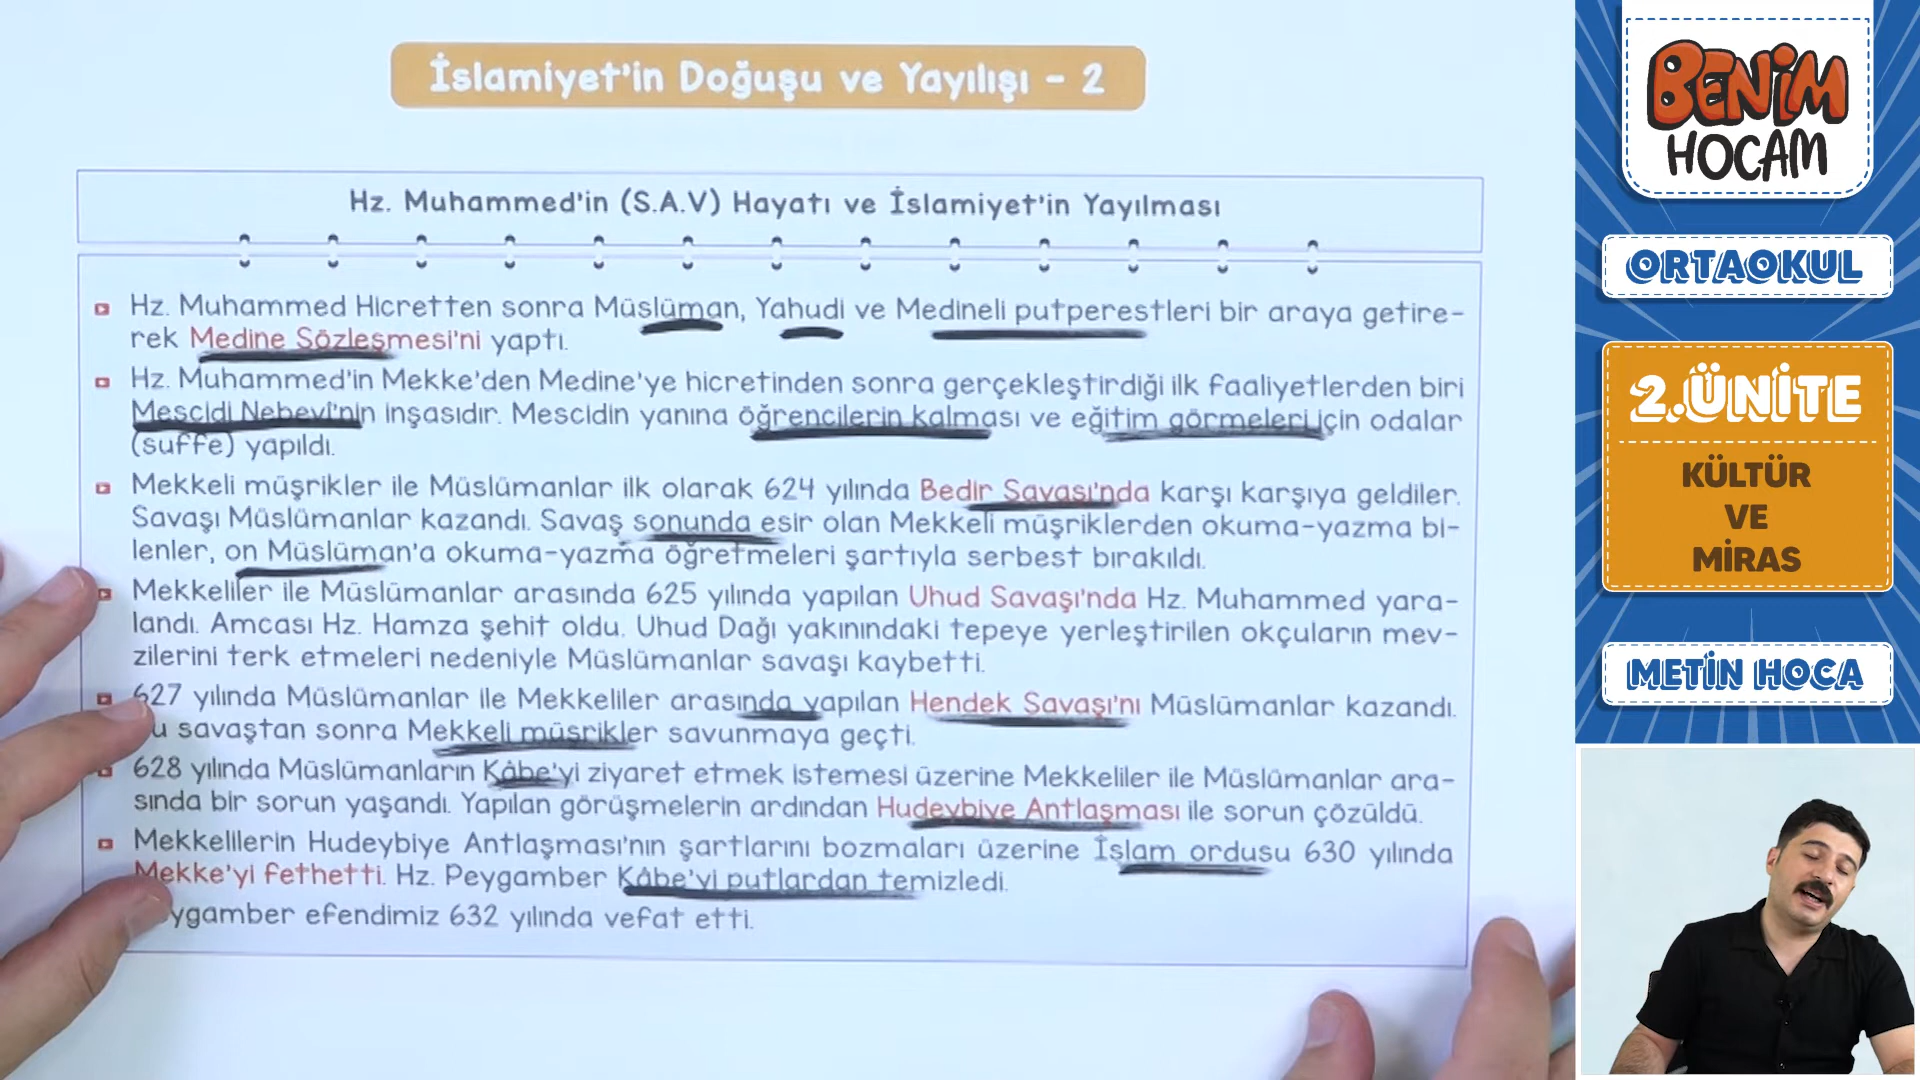 İslamiyet'in Doğuşu ve Yayılışı - 2
Hz. Muhammed'in (S.A.V) Hayatı ve İslamiyet'in Yayılması
Hz. Muhammed Hicretten sonra Müslüman, Yahudi ve Medineli putperestleri bir araya getire-
rek Medine Sözleşmesi'ni yaptı.
Hz. Muhammed'in Mekke'den Medine'ye hicretinden sonra gerçekleştirdiği ilk faaliyetlerden biri
Mescidi Nebevi'nin inşasıdır. Mescidin yanına öğrencilerin kalması ve eğitim görmeleri için odalar
(suffe) yapıldı.
Mekkeli müşrikler ile Müslümanlar ilk olarak 624 yılında Bedir Savaşı'nda karşı karşıya geldiler.
Savaşı Müslümanlar kazandı. Savaş sonunda esir olan Mekkeli müşriklerden okuma-yazma bi-
lenler, on Müslüman'a okuma-yazma öğretmeleri şartıyla serbest bırakıldı.
Mekkeliler ile Müslümanlar arasında 625 yılında yapılan Uhud Savaşı'nda Hz. Muhammed yara-
landı. Amcası Hz. Hamza şehit oldu. Uhud Dağı yakınındaki tepeye yerleştirilen okçuların mev-
zilerini terk etmeleri nedeniyle Müslümanlar savaşı kaybetti.
627 yılında Müslümanlar ile Mekkeliler arasında yapılan Hendek Savaşı'nı Müslümanlar kazandı.
u savaştan sonra Mekkeli müşrikler savunmaya geçti.
628 yılında Müslümanların Kâbe'yi ziyaret etmek istemesi üzerine Mekkeliler ile Müslümanlar ara-
sında bir sorun yaşandı. Yapılan görüşmelerin ardından Hudeybiye Antlaşması ile sorun çözüldü.
Mekkelilerin Hudeybiye Antlaşması'nın şartlarını bozmaları üzerine İslam ordusu 630 yılında
Mekke'yi fethetti. Hz. Peygamber Kâbe'yi putlardan temizledi.
ygamber efendimiz 632 yılında vefat etti.
BENİM
HOCAM
ORTAOKUL
2.ÜNİTE
KÜLTÜR
VE
MİRAS
METİN HOCA